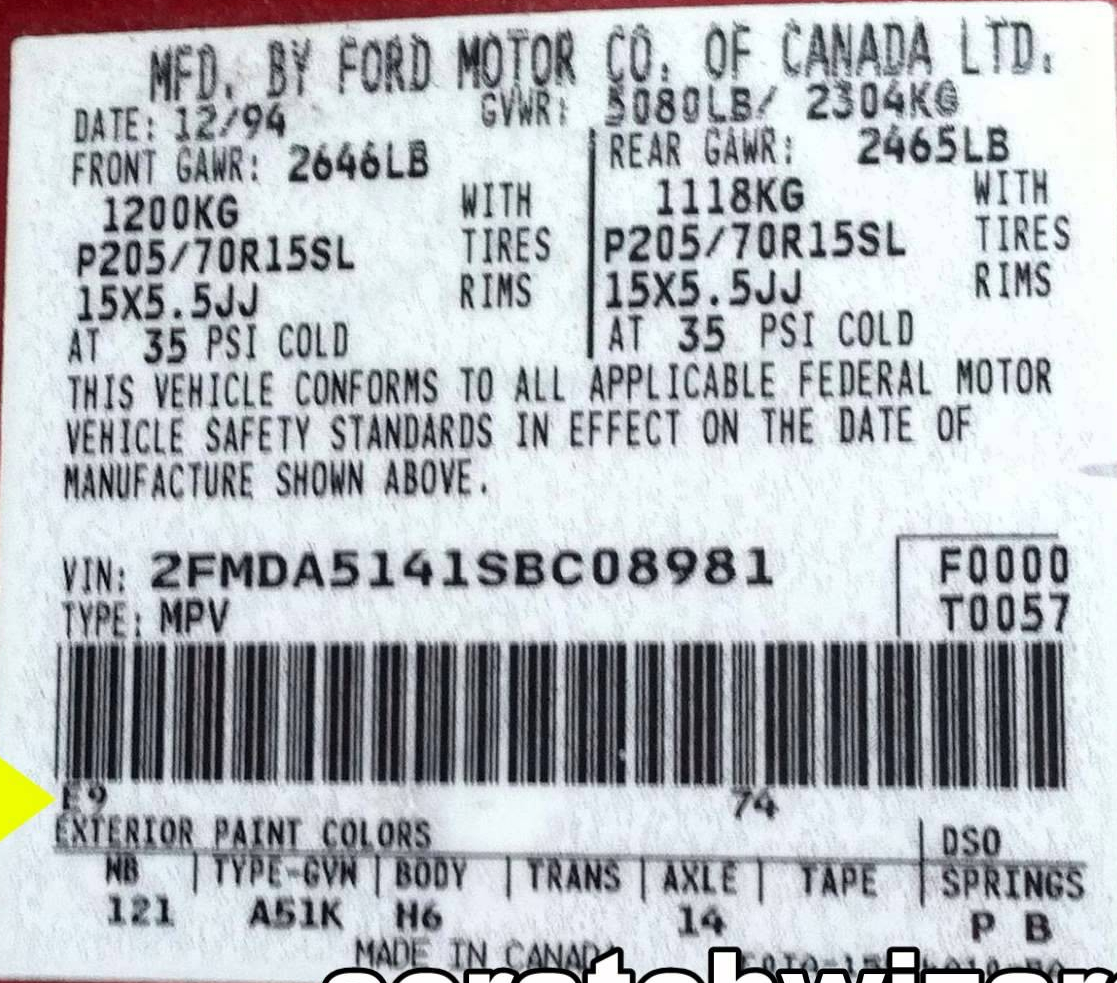 MFD. BY FORD MOTOR CO. OF CANADA LTD.
DATE: 12/94 GVWR: 5080LB/ 2304KG
FRONT GAWR: 2646LB REAR GAWR: 2465LB
1200KG WITH 1118KG WITH
P205/70R15SL TIRES P205/70R15SL TIRES
15X5.5JJ RIMS 15X5.5JJ RIMS
AT 35 PSI COLD AT 35 PSI COLD
THIS VEHICLE CONFORMS TO ALL APPLICABLE FEDERAL MOTOR
VEHICLE SAFETY STANDARDS IN EFFECT ON THE DATE OF
MANUFACTURE SHOWN ABOVE.
VIN: 2FMDA5141SBC08981 F0000
TYPE: MPV T0057
E9 74
EXTERIOR PAINT COLORS DSO
WB TYPE-GVW BODY TRANS AXLE TAPE SPRINGS
121 A51K H6 14 P B
MADE IN CANADA